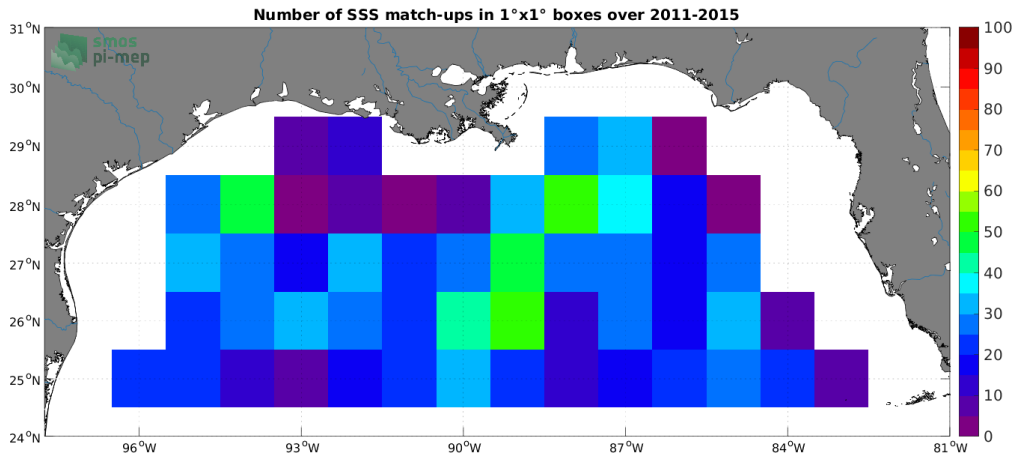 Number of SSS match-ups in 1°x1° boxes over 2011-2015
smos
pi-mep
31°N
30°N
29°N
28°N
27°N
26°N
25°N
24°N
96°W
93°W
90°W
87°W
84°W
81°W
100
90
80
70
60
50
40
30
20
10
0